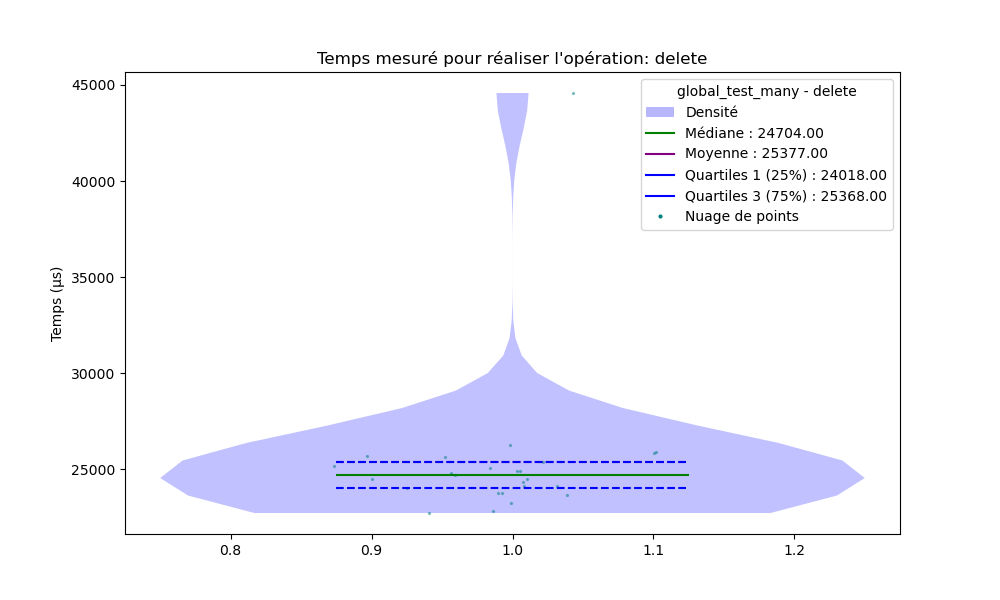 Temps mesuré pour réaliser l'opération: delete
45000
40000
35000
30000
25000
Temps (µs)
global_test_many - delete
Densité
Médiane : 24704.00
Moyenne : 25377.00
Quartiles 1 (25%) : 24018.00
Quartiles 3 (75%) : 25368.00
Nuage de points
0.8
0.9
1.0
1.1
1.2